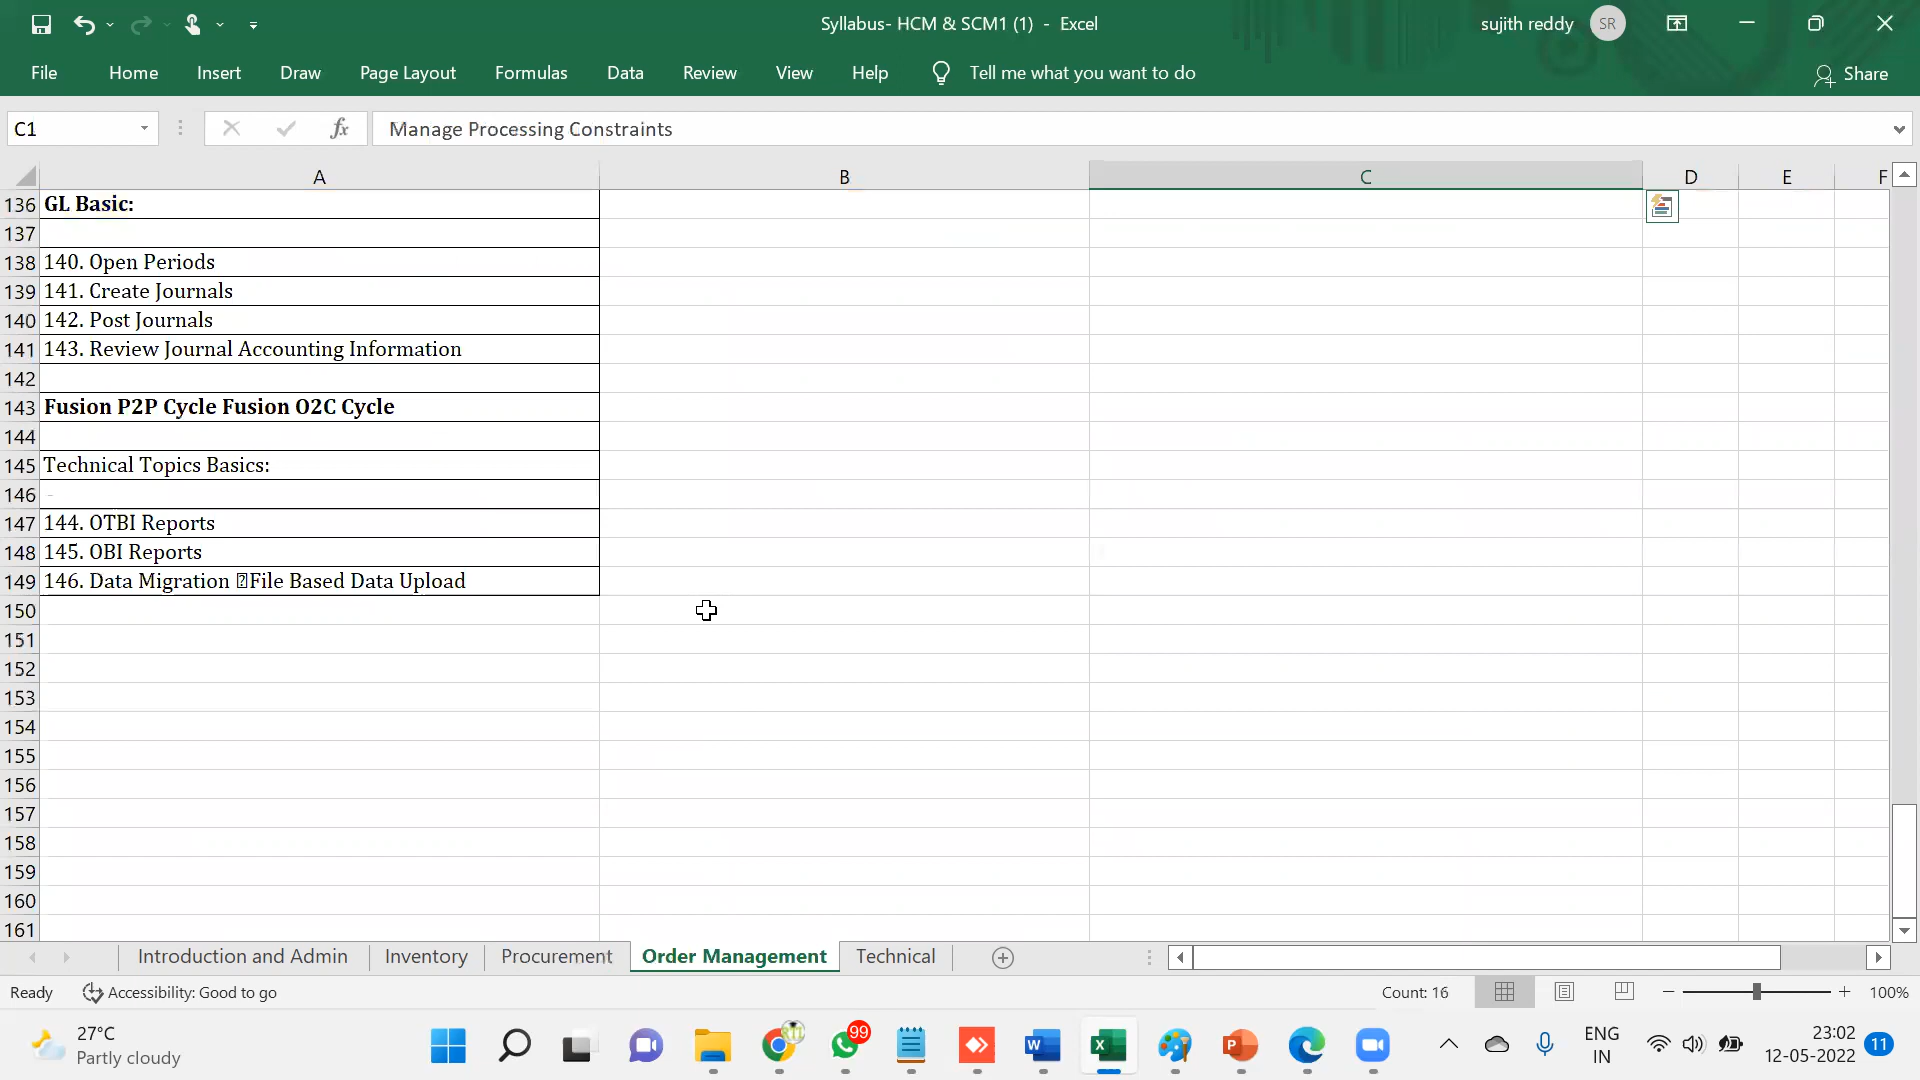 Syllabus- HCM & SCM1 (1) - Excel
sujith reddy
SR
File Home Insert Draw Page Layout Formulas Data Review View Help Tell me what you want to do
Share
C1 fx Manage Processing Constraints
A B C D E F
136 GL Basic:
137
138 140. Open Periods
139 141. Create Journals
140 142. Post Journals
141 143. Review Journal Accounting Information
142
143 Fusion P2P Cycle Fusion O2C Cycle
144
145 Technical Topics Basics:
146 -
147 144. OTBI Reports
148 145. OBI Reports
149 146. Data Migration File Based Data Upload
150
151
152
153
154
155
156
157
158
159
160
161
Introduction and Admin Inventory Procurement Order Management Technical
Ready Accessibility: Good to go Count: 16 100%
27°C
Partly cloudy
99
ENG
IN
23:02
12-05-2022
11